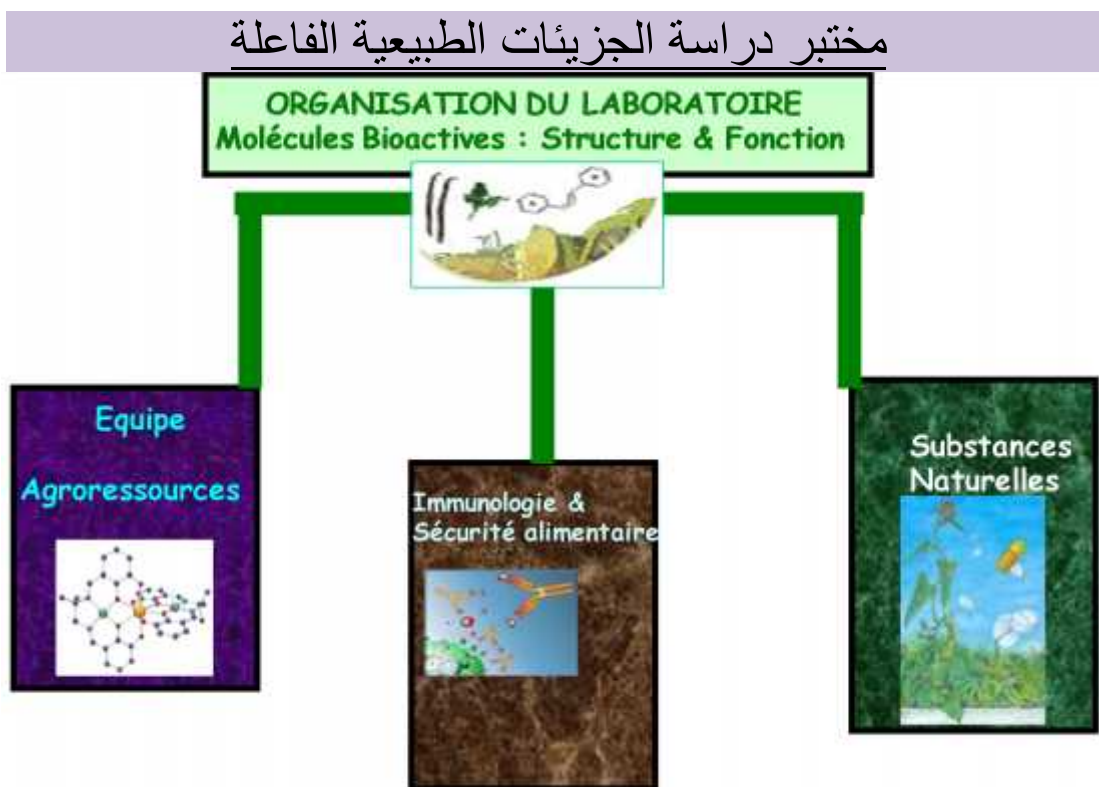 مختبر دراسة الجزيئات الطبيعية الفاعلة
ORGANISATION DU LABORATOIRE
Molécules Bioactives : Structure & Fonction
Equipe
Agroressources
Immunologie &
Sécurité alimentaire
Substances
Naturelles